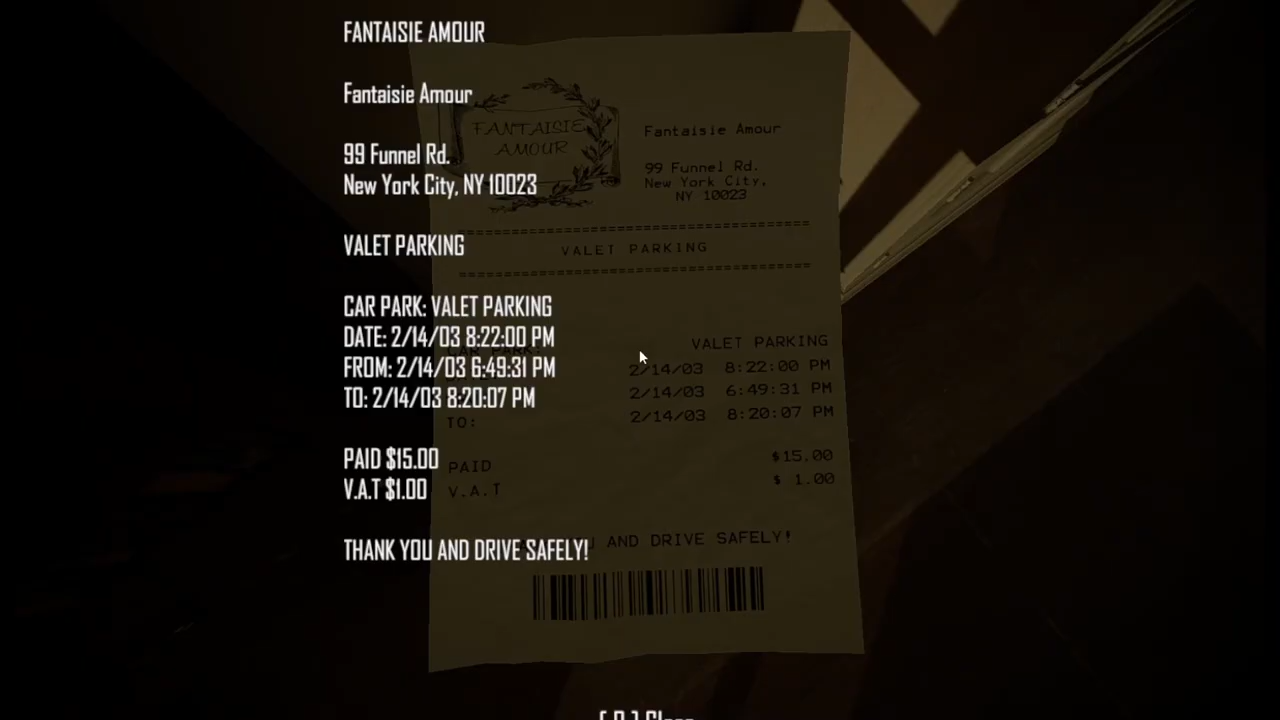 FANTAISIE AMOUR
Fantaisie Amour
99 Funnel Rd.
New York City, NY 10023
VALET PARKING
CAR PARK: VALET PARKING
DATE: 2/14/03 8:22:00 PM
FROM: 2/14/03 6:49:31 PM
TO: 2/14/03 8:20:07 PM
PAID $15.00
V.A.T $1.00
THANK YOU AND DRIVE SAFELY!
FANTAISIE
AMOUR
Fantaisie Amour
99 Funnel Rd.
New York City,
NY 10023
VALET PARKING
CAR PARK: VALET PARKING
2/14/03 8:22:00 PM
2/14/03 6:49:31 PM
TO: 2/14/03 8:20:07 PM
PAID $15.00
V.A.T $ 1.00
AND DRIVE SAFELY!